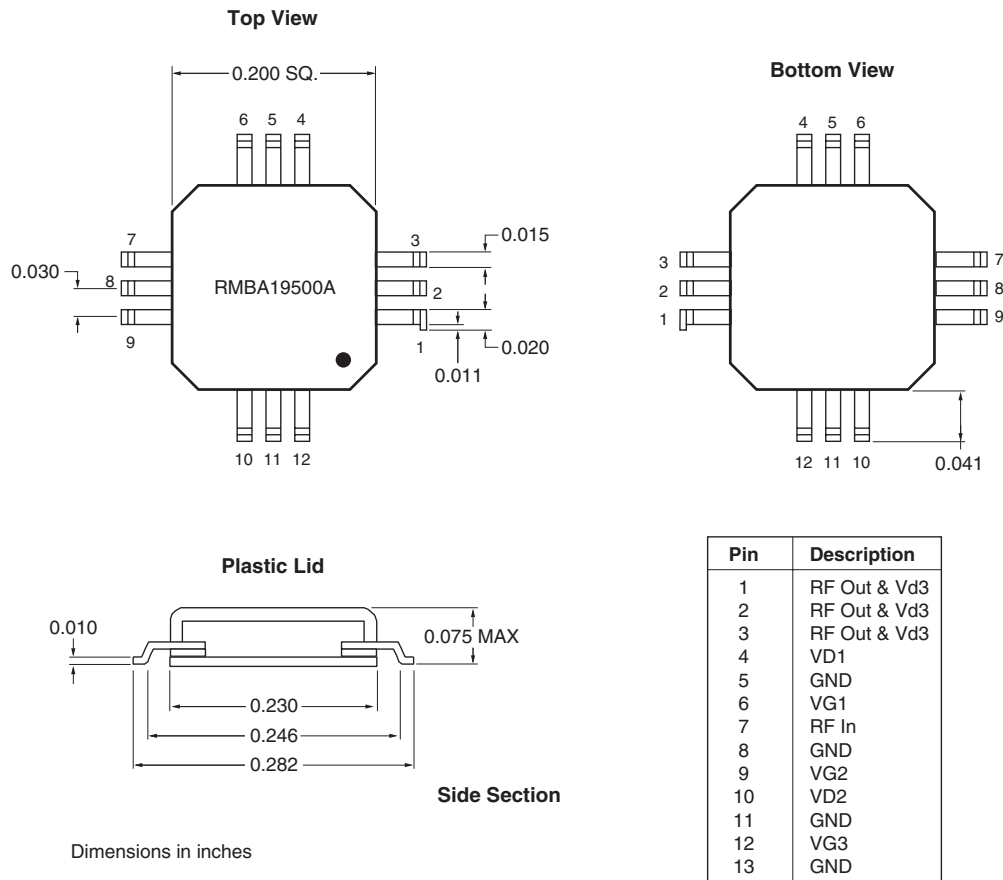 Top View
0.200 SQ.
6 5 4
7
3
0.015
0.030
8
RMBA19500A
2
9
1
0.020
0.011
10 11 12
Bottom View
4 5 6
3
7
2
8
1
9
12 11 10
0.041
Plastic Lid
0.010
0.075 MAX
0.230
0.246
0.282
Side Section
Dimensions in inches
Pin Description
1 RF Out & Vd3
2 RF Out & Vd3
3 RF Out & Vd3
4 VD1
5 GND
6 VG1
7 RF In
8 GND
9 VG2
10 VD2
11 GND
12 VG3
13 GND